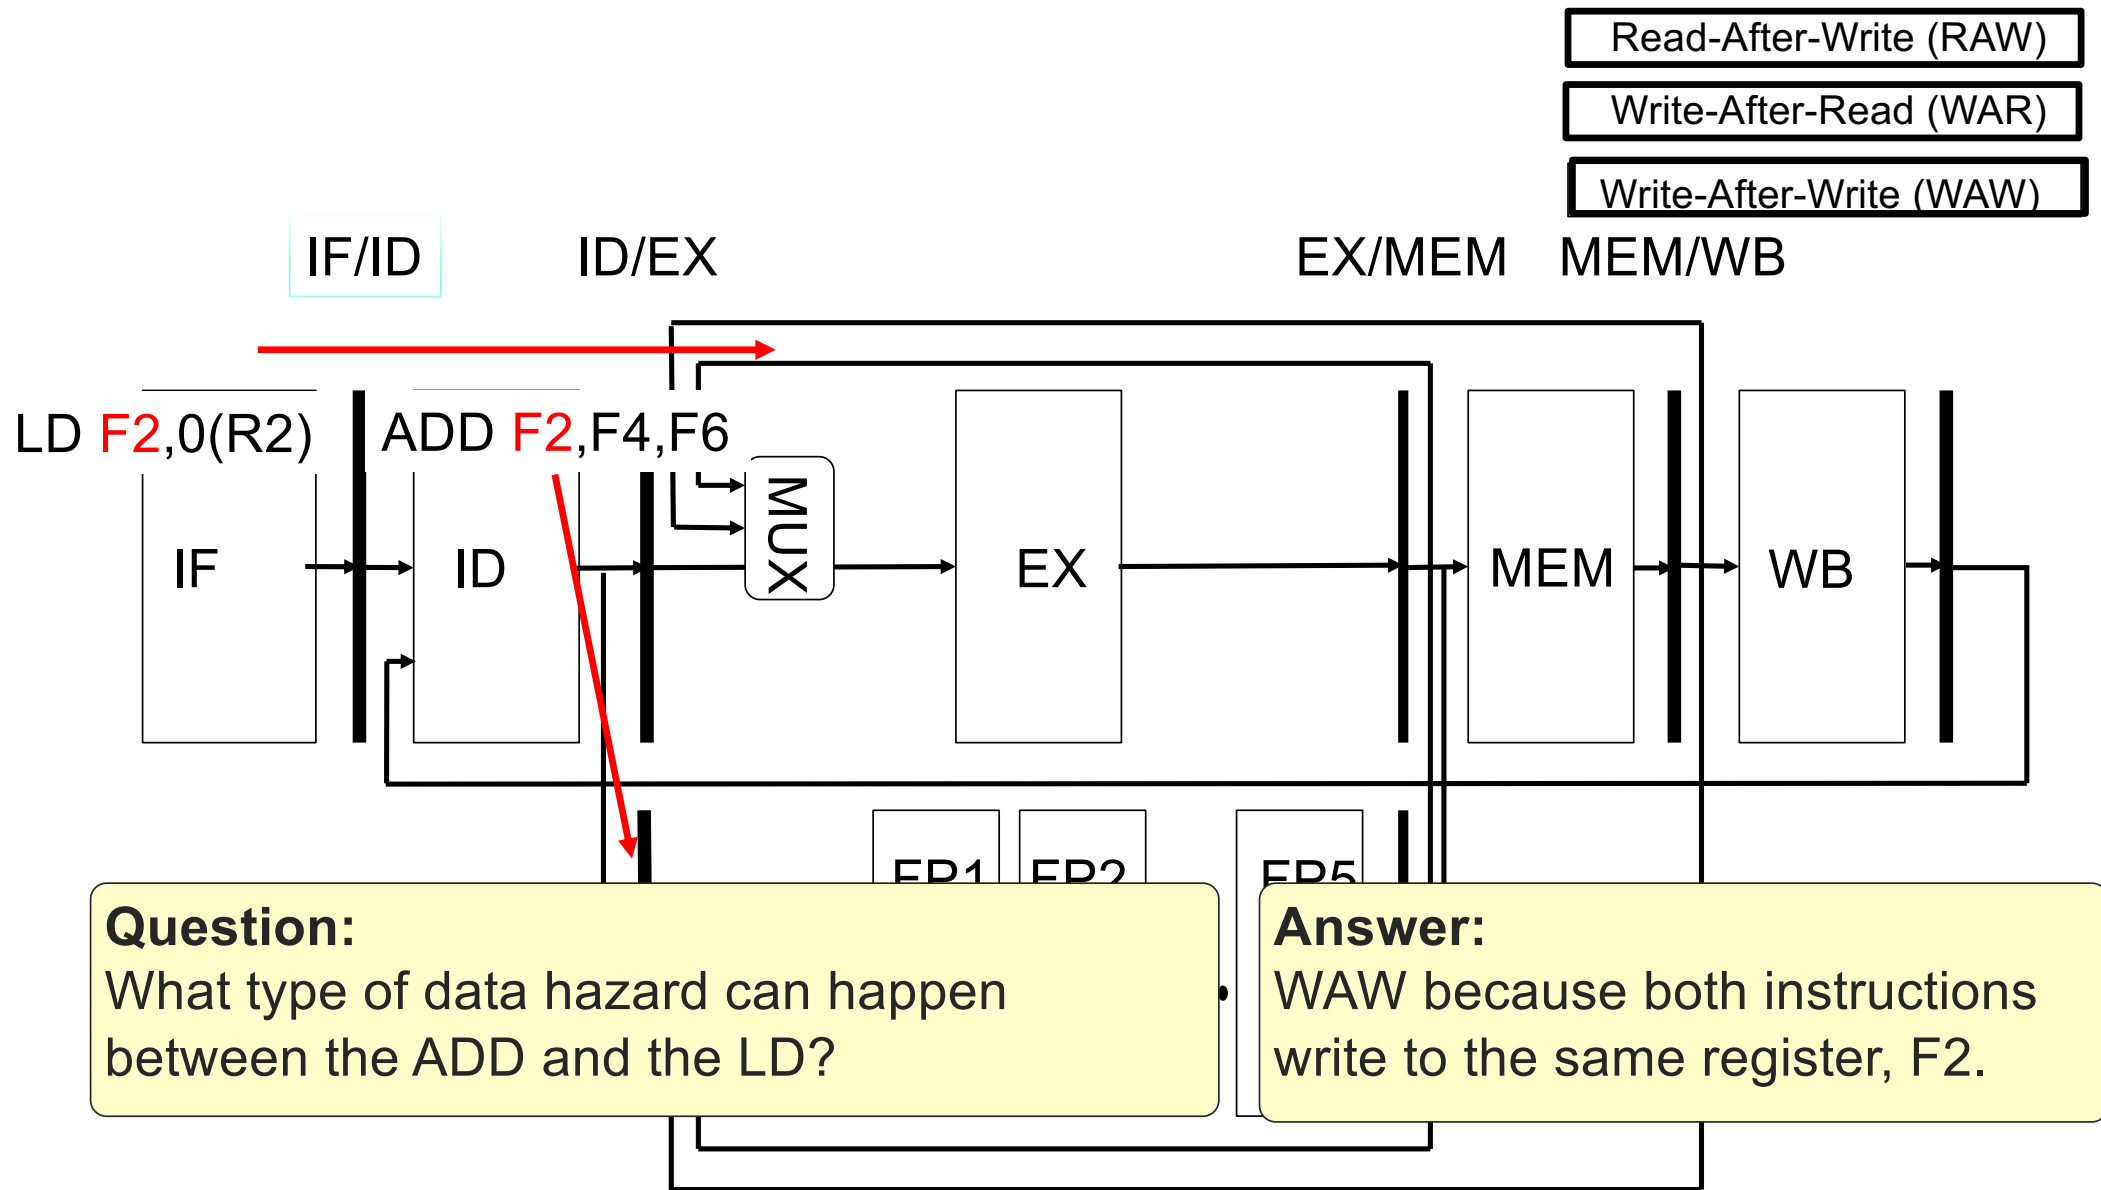 Read-After-Write (RAW)
Write-After-Read (WAR)
Write-After-Write (WAW)
IF/ID ID/EX EX/MEM MEM/WB
LD F2,0(R2) ADD F2,F4,F6
MUX
IF ID EX MEM WB
FP1 FP2 FP5
Question:
What type of data hazard can happen
between the ADD and the LD?
Answer:
WAW because both instructions
write to the same register, F2.